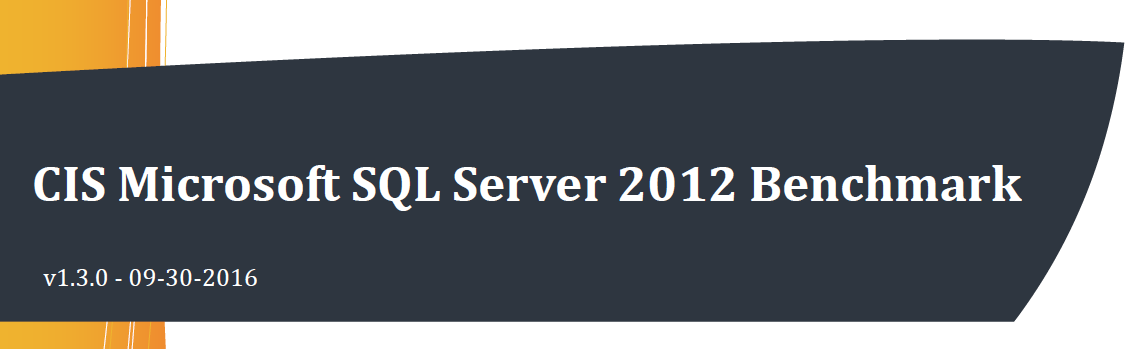 CIS Microsoft SQL Server 2012 Benchmark
v1.3.0 - 09-30-2016